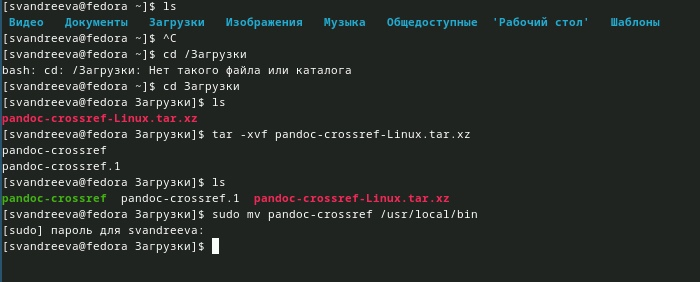 [svandreeva@fedora ~]$ ls
Видео Документы Загрузки Изображения Музыка Общедоступные 'Рабочий стол' Шаблоны
[svandreeva@fedora ~]$ ^C
[svandreeva@fedora ~]$ cd /Загрузки
bash: cd: /Загрузки: Нет такого файла или каталога
[svandreeva@fedora ~]$ cd Загрузки
[svandreeva@fedora Загрузки]$ ls
pandoc-crossref-Linux.tar.xz
[svandreeva@fedora Загрузки]$ tar -xvf pandoc-crossref-Linux.tar.xz
pandoc-crossref
pandoc-crossref.1
[svandreeva@fedora Загрузки]$ ls
pandoc-crossref pandoc-crossref.1 pandoc-crossref-Linux.tar.xz
[svandreeva@fedora Загрузки]$ sudo mv pandoc-crossref /usr/local/bin
[sudo] пароль для svandreeva:
[svandreeva@fedora Загрузки]$